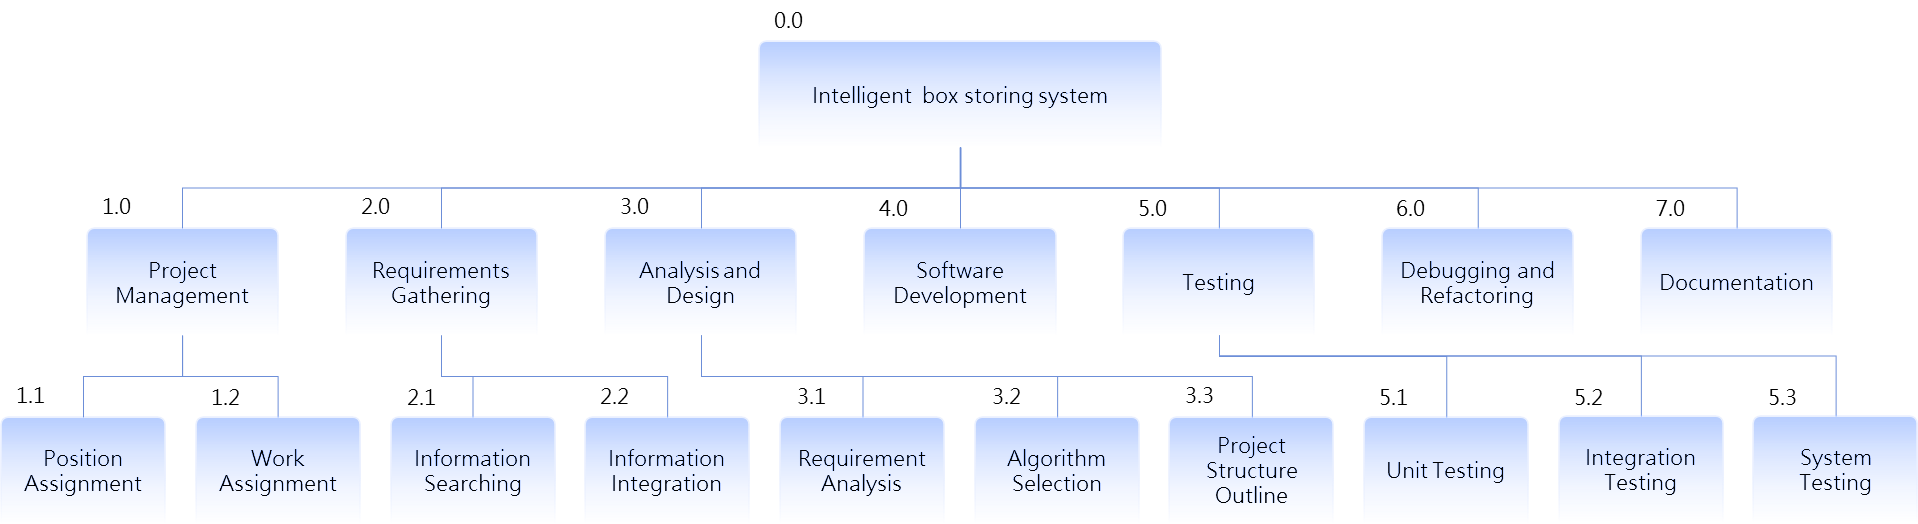 0.0
Intelligent box storing system
1.0
Project
Management
2.0
Requirements
Gathering
3.0
Analysis and
Design
4.0
Software
Development
5.0
Testing
6.0
Debugging and
Refactoring
7.0
Documentation
1.1
Position
Assignment
1.2
Work
Assignment
2.1
Information
Searching
2.2
Information
Integration
3.1
Requirement
Analysis
3.2
Algorithm
Selection
3.3
Project
Structure
Outline
5.1
Unit Testing
5.2
Integration
Testing
5.3
System
Testing